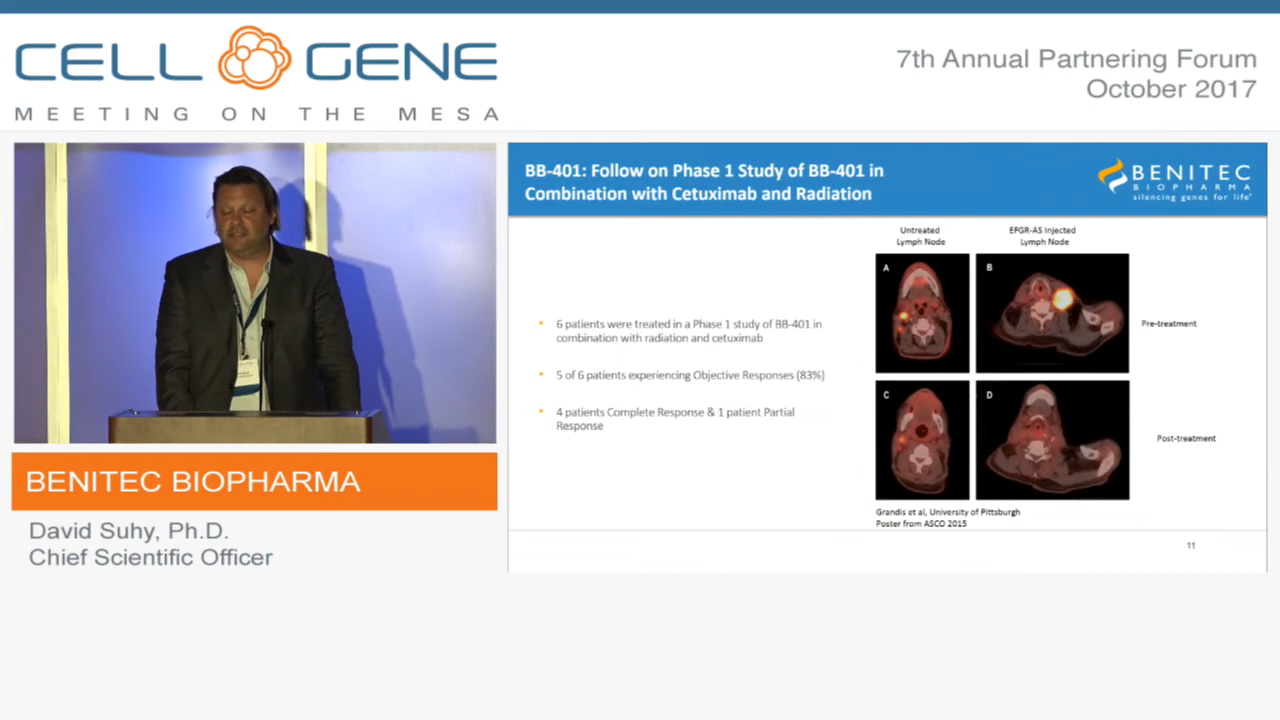 CELL GENE
MEETING ON THE MESA
7th Annual Partnering Forum
October 2017
BB-401: Follow on Phase 1 Study of BB-401 in
Combination with Cetuximab and Radiation
BENITEC
BIOPHARMA
silencing genes for life®
Untreated
Lymph Node
EFGR-AS Injected
Lymph Node
A
B
Pre-treatment
6 patients were treated in a Phase 1 study of BB-401 in
combination with radiation and cetuximab
5 of 6 patients experiencing Objective Responses (83%)
4 patients Complete Response & 1 patient Partial
Response
C
D
Post-treatment
Grandis et al, University of Pittsburgh
Poster from ASCO 2015
11
BENITEC BIOPHARMA
David Suhy, Ph.D.
Chief Scientific Officer